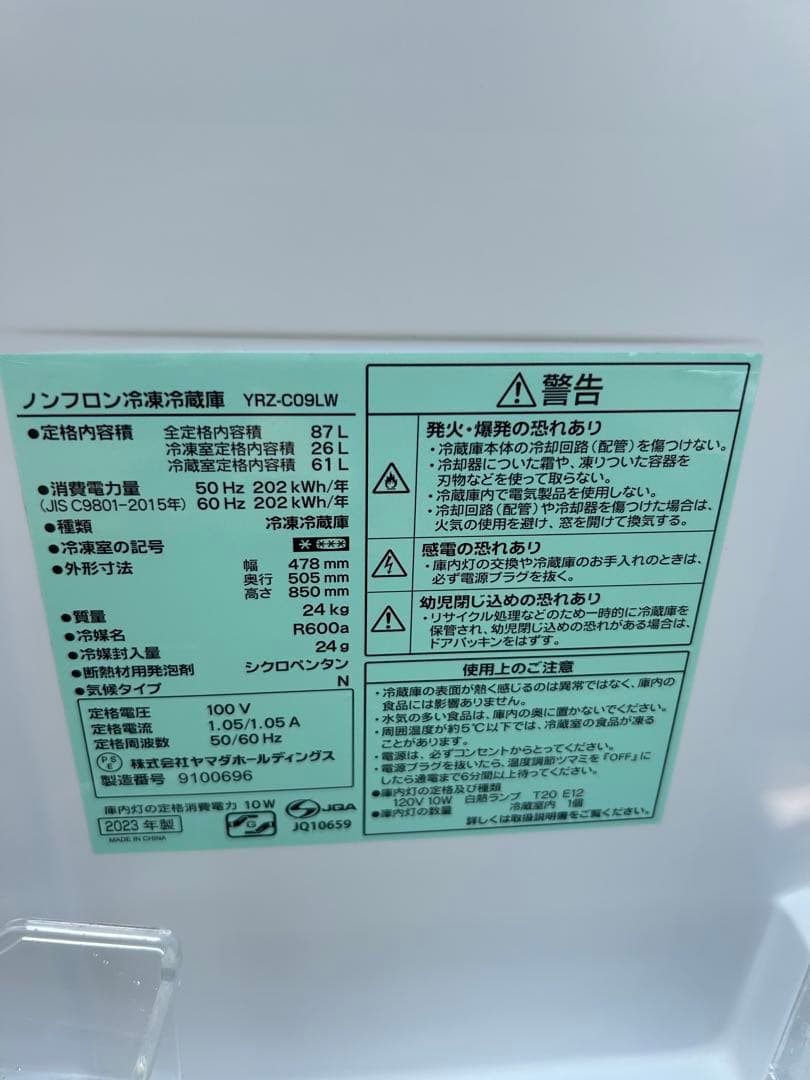 ノンフロン冷凍冷蔵庫 YRZ-C09LW
●定格内容積 全定格内容積 87 L
冷凍室定格内容積 26 L
冷蔵室定格内容積 61 L
●消費電力量 50 Hz 202 kWh/年
(JIS C9801-2015年) 60 Hz 202 kWh/年
●種類 冷凍冷蔵庫
●冷凍室の記号
●外形寸法 幅 478 mm
奥行 505 mm
高さ 850 mm
●質量 24 kg
●冷媒名 R600a
●冷媒封入量 24 g
●断熱材用発泡剤 シクロペンタン
●気候タイプ N
定格電圧 100 V
定格電流 1.05/1.05 A
定格周波数 50/60 Hz
PSE 株式会社ヤマダホールディングス
製造番号 9100696
庫内灯の定格消費電力 10 W
2023 年製
MADE IN CHINA
G
JQA
JQ10659
警告
発火・爆発の恐れあり
・冷蔵庫本体の冷却回路(配管)を傷つけない。
・冷却器についた霜や、凍りついた容器を
刃物などを使って取らない。
・冷蔵庫内で電気製品を使用しない。
・冷却回路(配管)や冷却器を傷つけた場合は、
火気の使用を避け、窓を開けて換気する。
感電の恐れあり
・庫内灯の交換や冷蔵庫のお手入れのときは、
必ず電源プラグを抜く。
幼児閉じ込めの恐れあり
・リサイクル処理などのため一時的に冷蔵庫を
保管され、幼児閉じ込めの恐れがある場合は、
ドアパッキンをはずす。
使用上のご注意
・冷蔵庫の表面が熱く感じるのは異常ではなく、庫内の
食品には影響ありません。
・水気の多い食品は、庫内の奥に置かないでください。
・周囲温度が約5℃以下では、冷蔵室の食品が凍る
ことがあります。
・電源は、必ずコンセントからとってください。
・電源プラグを抜いたら、温度調節ツマミを「OFF」に
したら通電まで6分間以上待ってください。
●庫内灯の定格及び種類
120V 10W 白熱ランプ T20 E12
●庫内灯の数量 冷蔵室内 1個
詳しくは取扱説明書をご覧ください。